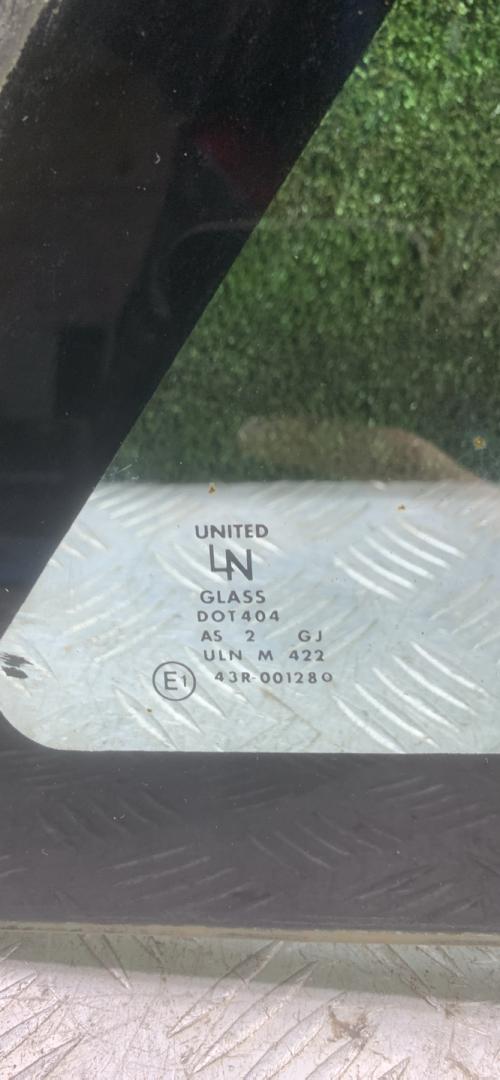 UNITED
LN
GLASS
DOT404
AS 2 GJ
ULN M 422
E1 43R-001280